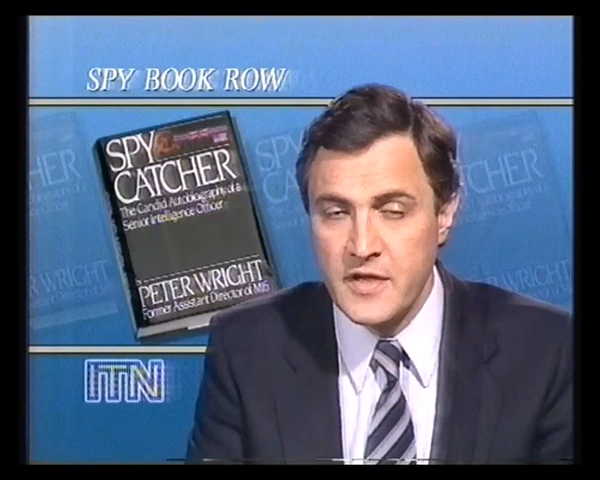 SPY BOOK ROW
SPY
CATCHER
The Candid Autobiography of a
Senior Intelligence Officer
PETER WRIGHT
Former Assistant Director of MI5
ITN